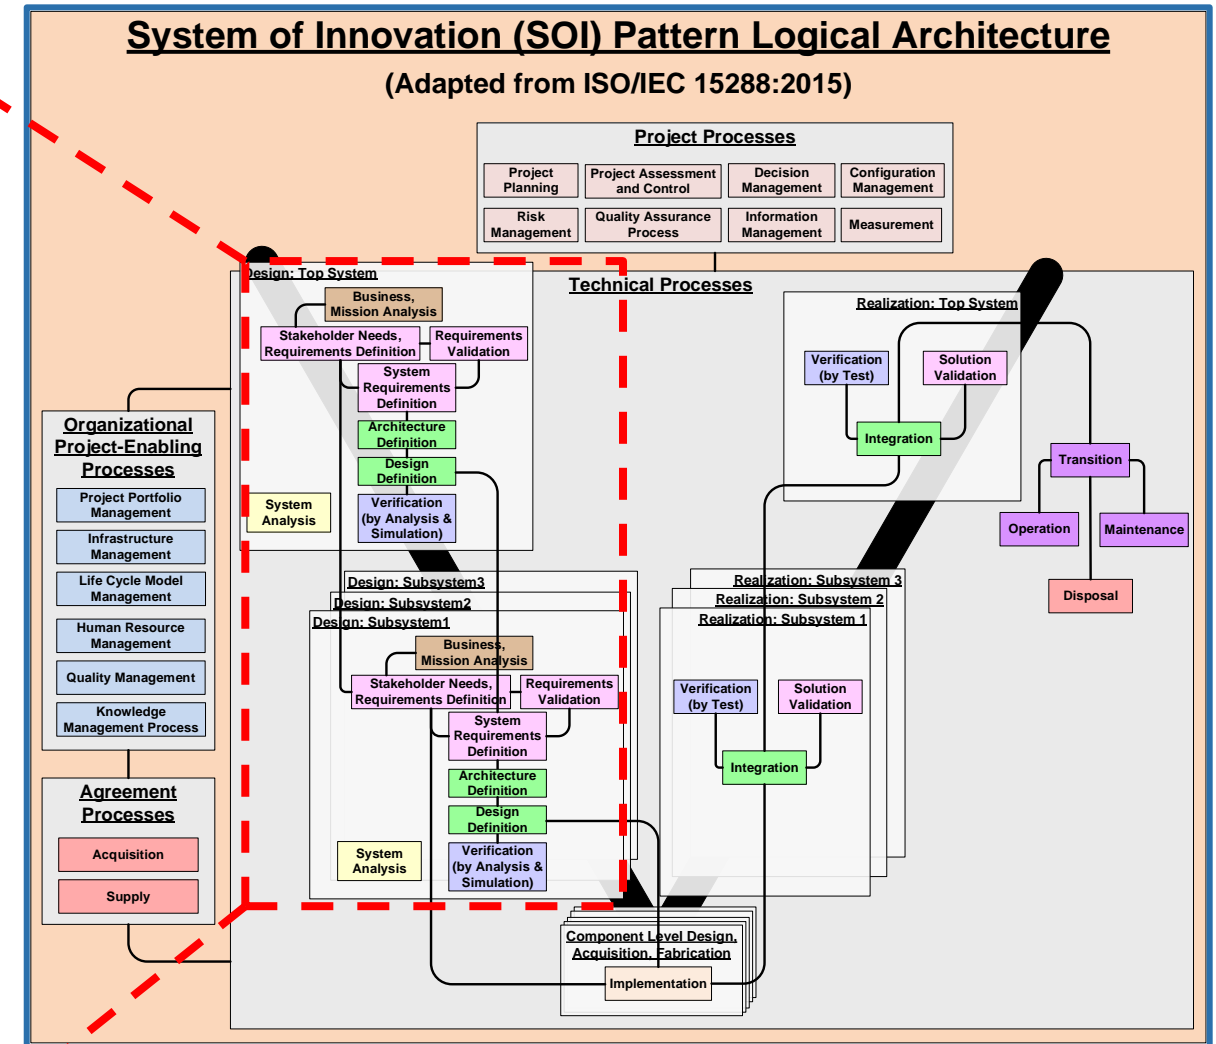 System of Innovation (SOI) Pattern Logical Architecture
(Adapted from ISO/IEC 15288:2015)
Project Processes
Project
Planning
Project Assessment
and Control
Decision
Management
Configuration
Management
Risk
Management
Quality Assurance
Process
Information
Management
Measurement
Technical Processes
Design: Top System
Business,
Mission Analysis
Stakeholder Needs,
Requirements Definition
Requirements
Validation
System
Requirements
Definition
Architecture
Definition
Design
Definition
Verification
(by Analysis &
Simulation)
System
Analysis
Design: Subsystem3
Design: Subsystem2
Design: Subsystem1
Business,
Mission Analysis
Stakeholder Needs,
Requirements Definition
Requirements
Validation
System
Requirements
Definition
Architecture
Definition
Design
Definition
Verification
(by Analysis &
Simulation)
System
Analysis
Component Level Design,
Acquisition, Fabrication
Implementation
Realization: Top System
Verification
(by Test)
Solution
Validation
Integration
Realization: Subsystem 3
Realization: Subsystem 2
Realization: Subsystem 1
Verification
(by Test)
Solution
Validation
Integration
Transition
Operation
Maintenance
Disposal
Organizational
Project-Enabling
Processes
Project Portfolio
Management
Infrastructure
Management
Life Cycle Model
Management
Human Resource
Management
Quality Management
Knowledge
Management Process
Agreement
Processes
Acquisition
Supply